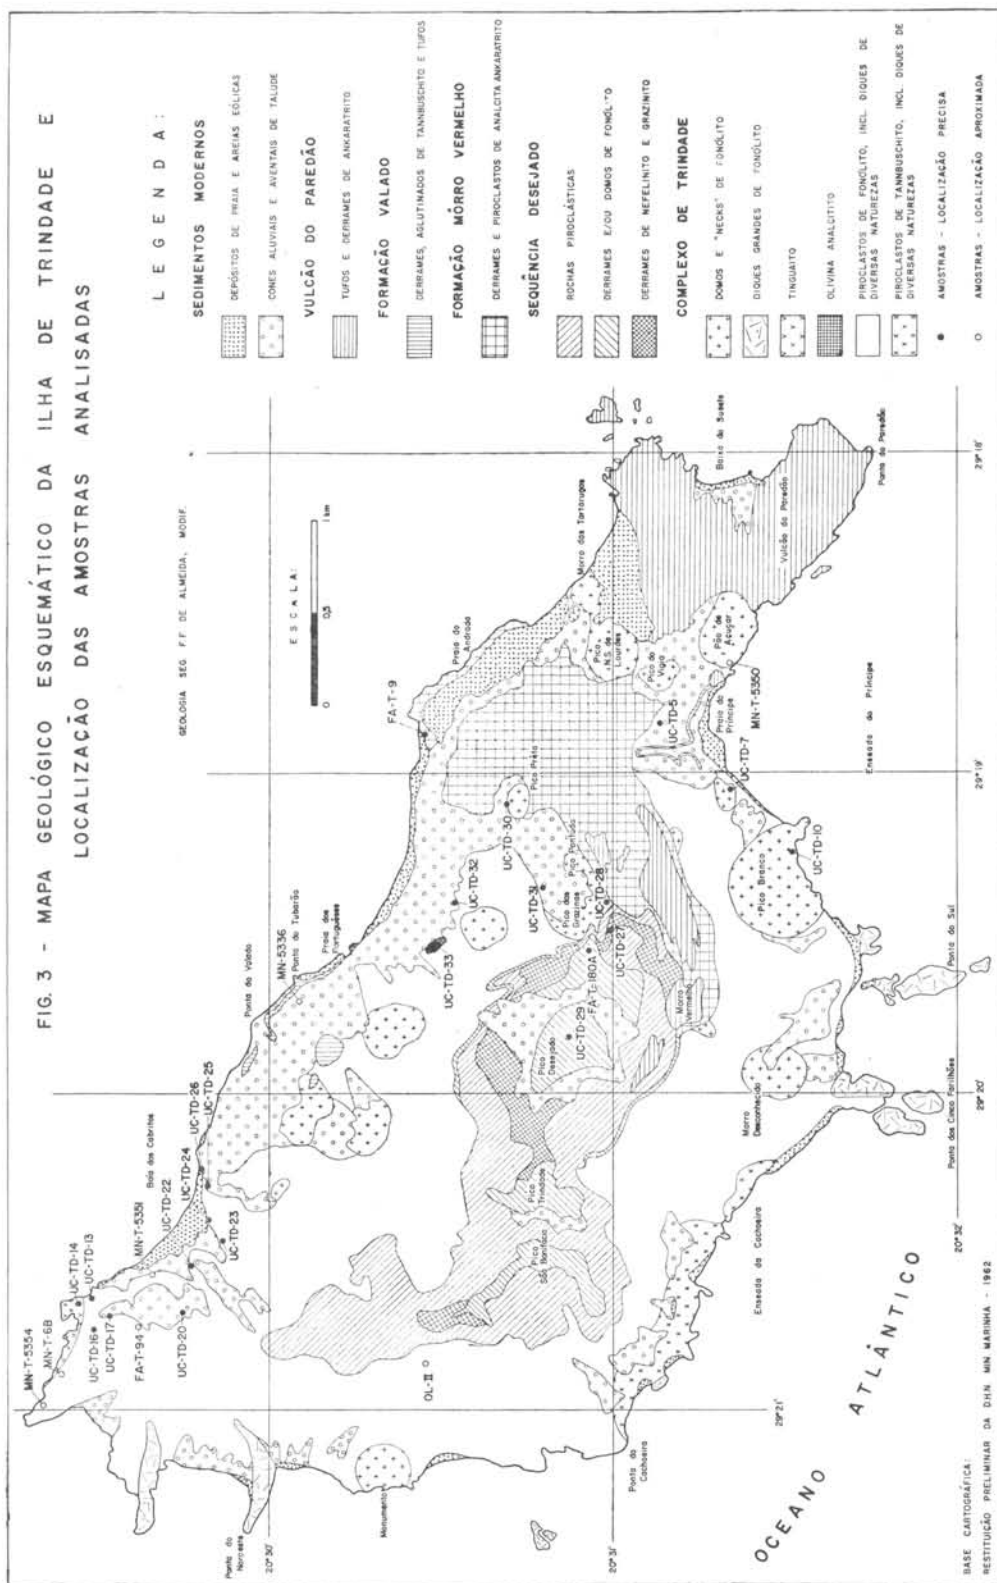 FIG. 3 - MAPA GEOLÓGICO ESQUEMÁTICO DA ILHA DE TRINDADE E
LOCALIZAÇÃO DAS AMOSTRAS ANALISADAS
GEOLOGIA SEG. F.F. DE ALMEIDA, MODIF.
ESCALA:
0 0,5 1 km
LEGENDA:
SEDIMENTOS MODERNOS
DEPÓSITOS DE PRAIA E AREIAS EÓLICAS
CONES ALUVIAIS E AVENTAIS DE TALUDE
VULCÃO DO PAREDÃO
TUFOS E DERRAMES DE ANKARATRITO
FORMAÇÃO VALADO
DERRAMES, AGLUTINADOS DE TANNBUSCHITO E TUFOS
FORMAÇÃO MÔRRO VERMELHO
DERRAMES E PIROCLASTOS DE ANALCITA ANKARATRITO
SEQUÊNCIA DESEJADO
ROCHAS PIROCLÁSTICAS
DERRAMES E/OU DOMOS DE FONÓLITO
DERRAMES DE NEFELINITO E GRAZINITO
COMPLEXO DE TRINDADE
DOMOS E "NECKS" DE FONÓLITO
DIQUES GRANDES DE FONÓLITO
TINGUAITO
OLIVINA ANALCITITO
PIROCLASTOS DE FONOLITO, INCL. DIQUES DE
DIVERSAS NATUREZAS
PIROCLASTOS DE TANNBUSCHITO, INCL. DIQUES DE
DIVERSAS NATUREZAS
AMOSTRAS - LOCALIZAÇÃO PRECISA
AMOSTRAS - LOCALIZAÇÃO APROXIMADA
MN-T-5354
MN-T-6B
UC-TD-14
UC-TD-13
UC-TD-16
UC-TD-17
FA-T-94
UC-TD-20
MN-T-5351
UC-TD-22
Baía dos Cabritos
UC-TD-24
UC-TD-26
UC-TD-25
UC-TD-23
Ponta do Valado
MN-5336
Ponta do Tubarão
Praia dos
Portugueses
UC-TD-33
UC-TD-32
UC-TD-30
Pico Preto
FA-T-9
Praia do
Andrada
Morro das Tartarugas
UC-TD-31
Pico Pontudo
Pico das
Grazinas
UC-TD-28
UC-TD-27
FA-T-180A
UC-TD-29
Pico
Desejado
Morro
Vermelho
Pico
Trindade
Pico
São Bonifácio
OL-II
Pico
N.S. de
Lourdes
Pico do
Vigia
Pão de
Açúcar
UC-TD-5
MN-T-5350
Praia do
Príncipe
UC-TD-7
Enseada do Príncipe
Pico Branco
UC-TD-10
Baixa do Sueste
Vulcão do Paredão
Ponta do Paredão
Ponta do Sul
Morro
Desconhecido
Ponta dos Cinco Farilhões
Enseada da Cachoeira
Ponta da
Cachoeira
Monumento
Ponta do
Noroeste
20°30'
20°31'
20°32'
29°18'
29°19'
29°20'
29°21'
OCEANO ATLÂNTICO
BASE CARTOGRÁFICA:
RESTITUIÇÃO PRELIMINAR DA D.H.N. MIN MARINHA - 1962